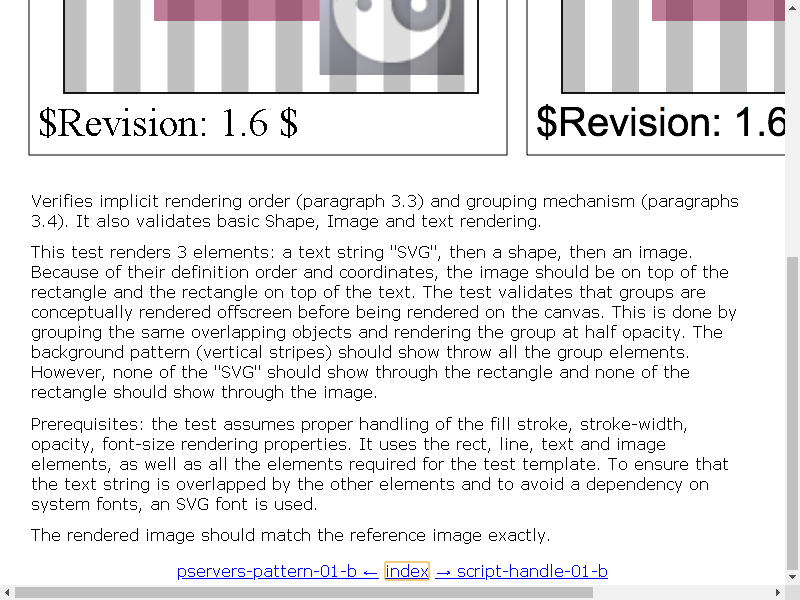 $Revision: 1.6 $
$Revision: 1.6
Verifies implicit rendering order (paragraph 3.3) and grouping mechanism (paragraphs
3.4). It also validates basic Shape, Image and text rendering.
This test renders 3 elements: a text string "SVG", then a shape, then an image.
Because of their definition order and coordinates, the image should be on top of the
rectangle and the rectangle on top of the text. The test validates that groups are
conceptually rendered offscreen before being rendered on the canvas. This is done by
grouping the same overlapping objects and rendering the group at half opacity. The
background pattern (vertical stripes) should show throw all the group elements.
However, none of the "SVG" should show through the rectangle and none of the
rectangle should show through the image.
Prerequisites: the test assumes proper handling of the fill stroke, stroke-width,
opacity, font-size rendering properties. It uses the rect, line, text and image
elements, as well as all the elements required for the test template. To ensure that
the text string is overlapped by the other elements and to avoid a dependency on
system fonts, an SVG font is used.
The rendered image should match the reference image exactly.
pservers-pattern-01-b ← index → script-handle-01-b